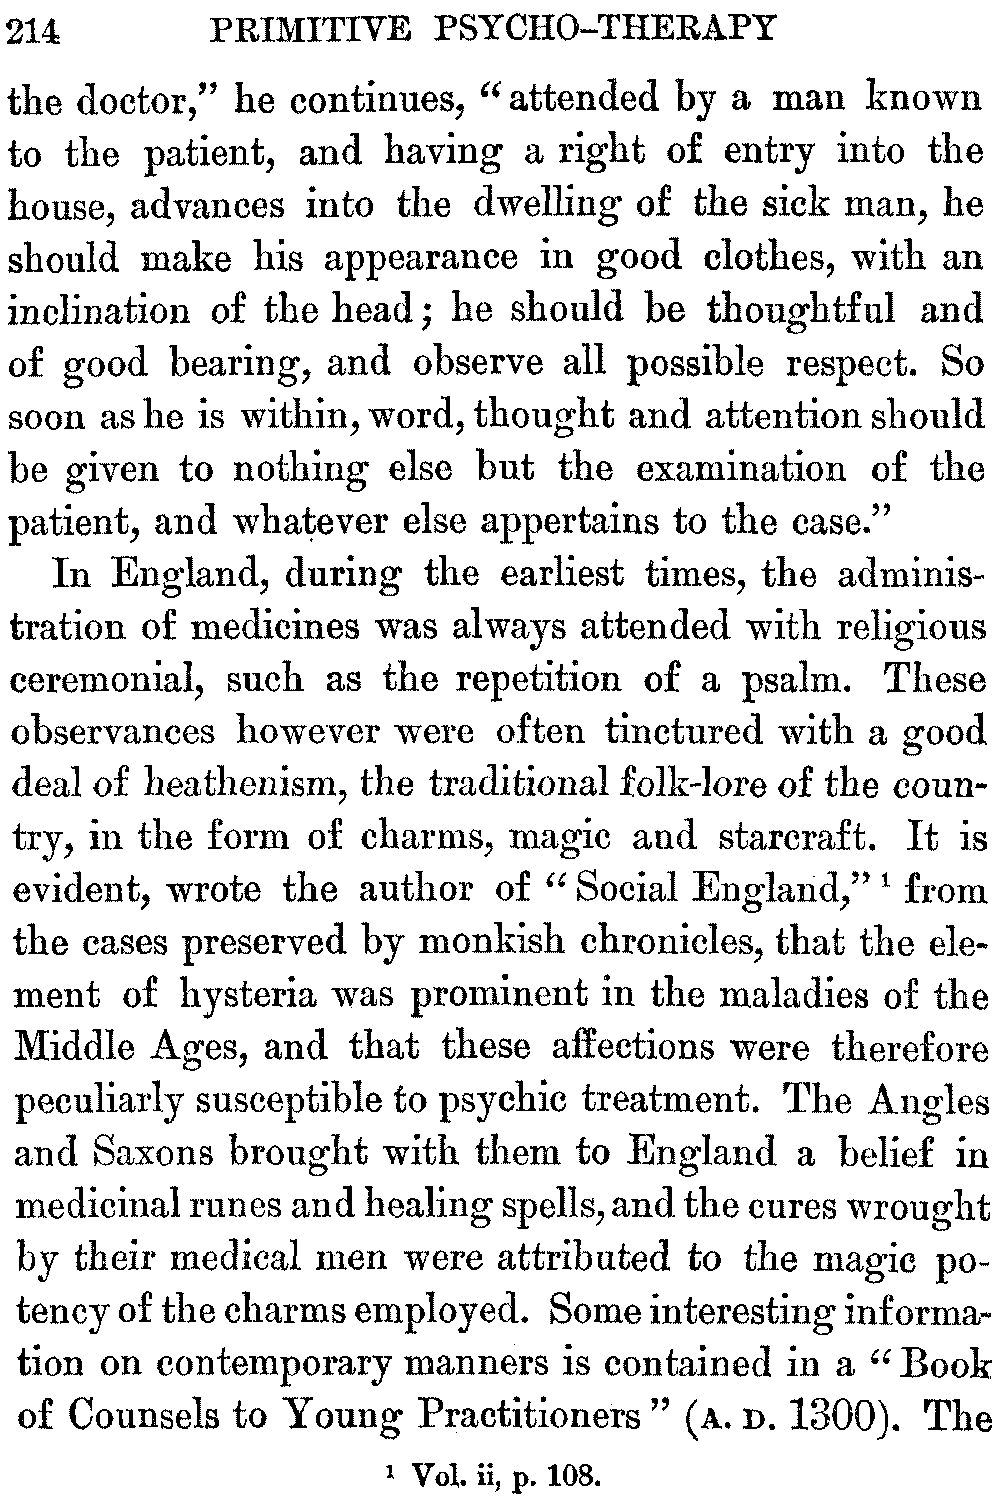 214 PRIMITIVE PSYCHO-THERAPY
the doctor,” he continues, “attended by a man known
to the patient, and having a right of entry into the
house, advances into the dwelling of the sick man, he
should make his appearance in good clothes, with an
inclination of the head; he should be thoughtful and
of good bearing, and observe all possible respect. So
soon as he is within, word, thought and attention should
be given to nothing else but the examination of the
patient, and whatever else appertains to the case.”
In England, during the earliest times, the adminis-
tration of medicines was always attended with religious
ceremonial, such as the repetition of a psalm. These
observances however were often tinctured with a good
deal of heathenism, the traditional folk-lore of the coun-
try, in the form of charms, magic and starcraft. It is
evident, wrote the author of “Social England,” ¹ from
the cases preserved by monkish chronicles, that the ele-
ment of hysteria was prominent in the maladies of the
Middle Ages, and that these affections were therefore
peculiarly susceptible to psychic treatment. The Angles
and Saxons brought with them to England a belief in
medicinal runes and healing spells, and the cures wrought
by their medical men were attributed to the magic po-
tency of the charms employed. Some interesting informa-
tion on contemporary manners is contained in a “Book
of Counsels to Young Practitioners” (A. D. 1300). The
¹ Vol. ii, p. 108.